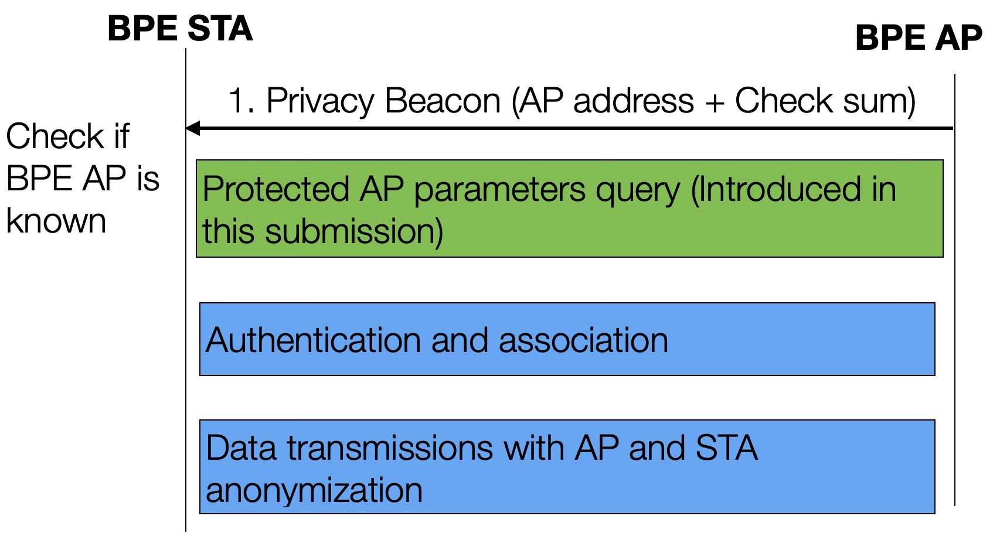 BPE STA
BPE AP
1. Privacy Beacon (AP address + Check sum)
Check if
BPE AP is
known
Protected AP parameters query (Introduced in
this submission)
Authentication and association
Data transmissions with AP and STA
anonymization